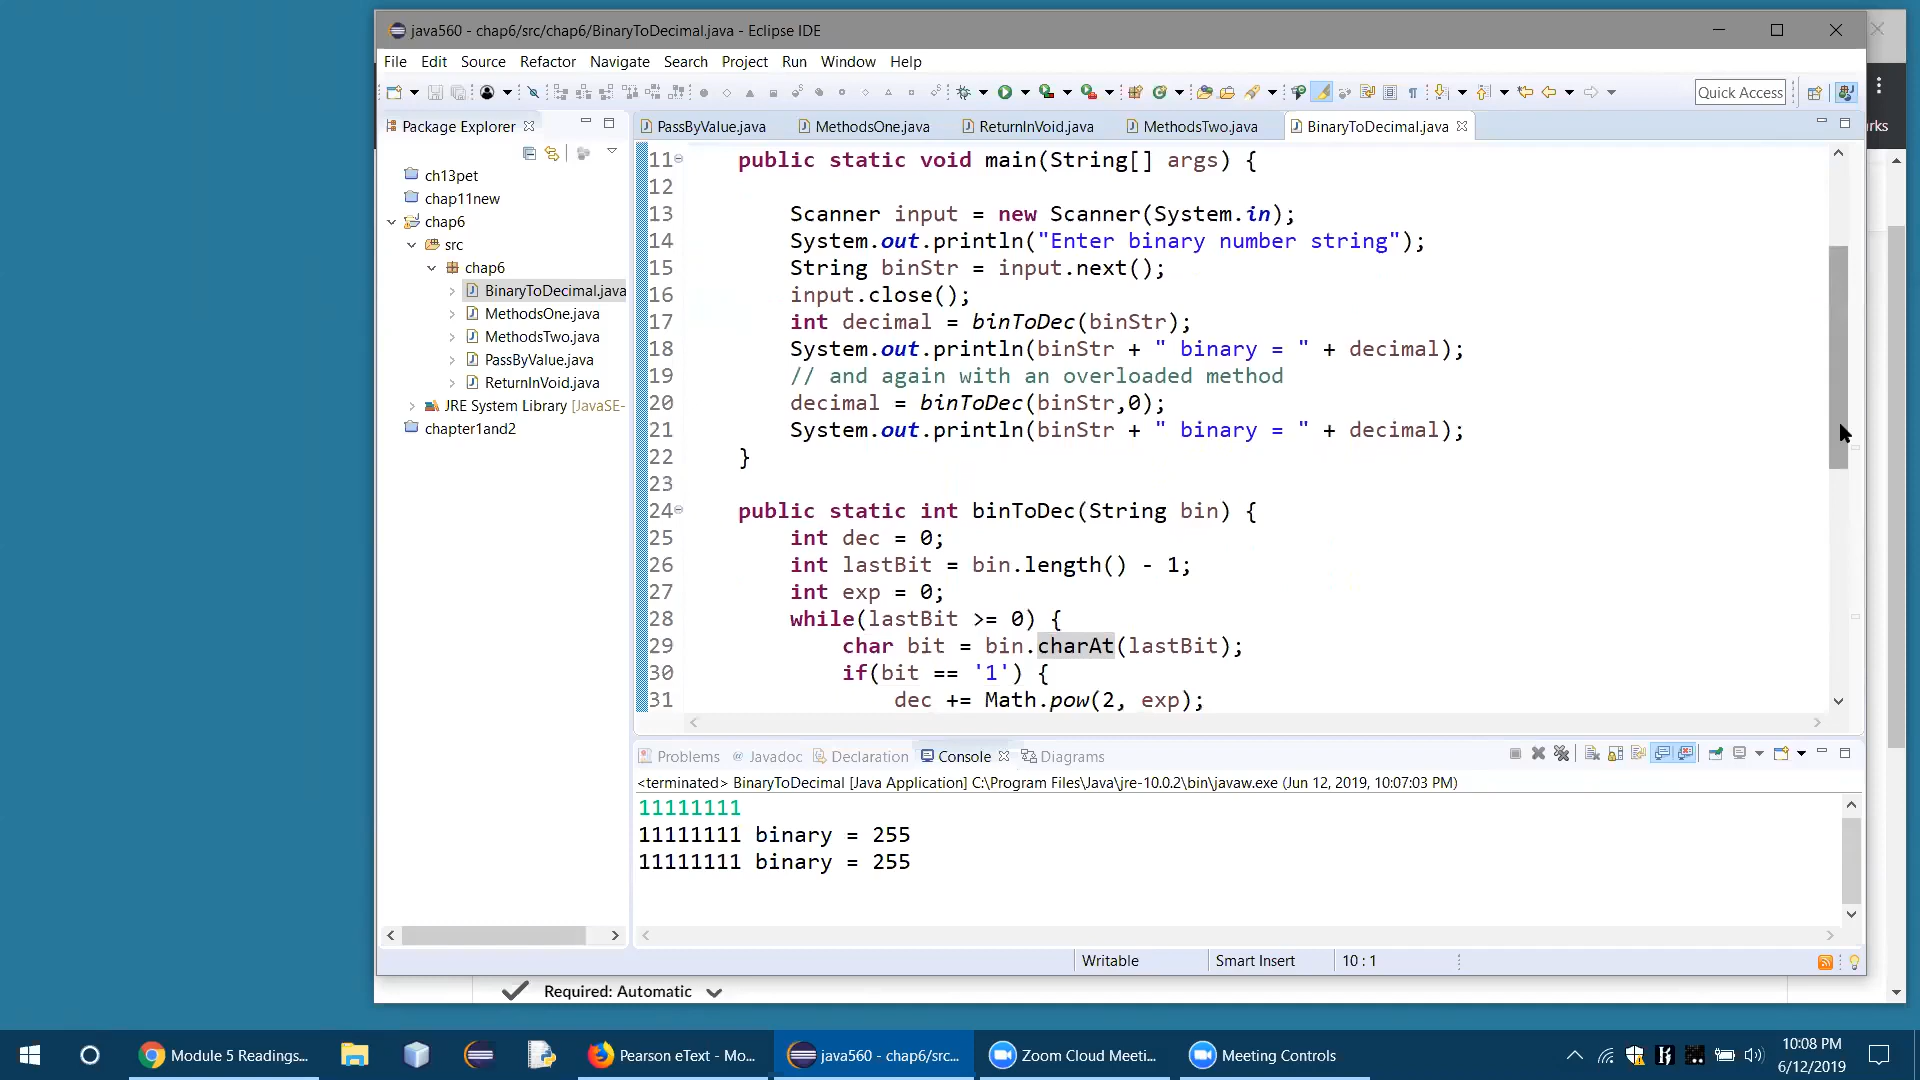 java560 - chap6/src/chap6/BinaryToDecimal.java - Eclipse IDE
File Edit Source Refactor Navigate Search Project Run Window Help
Quick Access
Package Explorer
PassByValue.java MethodsOne.java ReturnInVoid.java MethodsTwo.java BinaryToDecimal.java
rks
ch13pet
chap11new
chap6
src
chap6
BinaryToDecimal.java
MethodsOne.java
MethodsTwo.java
PassByValue.java
ReturnInVoid.java
JRE System Library [JavaSE-
chapter1and2
11 public static void main(String[] args) {
12
13 Scanner input = new Scanner(System.in);
14 System.out.println("Enter binary number string");
15 String binStr = input.next();
16 input.close();
17 int decimal = binToDec(binStr);
18 System.out.println(binStr + " binary = " + decimal);
19 // and again with an overloaded method
20 decimal = binToDec(binStr,0);
21 System.out.println(binStr + " binary = " + decimal);
22 }
23
24 public static int binToDec(String bin) {
25 int dec = 0;
26 int lastBit = bin.length() - 1;
27 int exp = 0;
28 while(lastBit >= 0) {
29 char bit = bin.charAt(lastBit);
30 if(bit == '1') {
31 dec += Math.pow(2, exp);
Problems @ Javadoc Declaration Console Diagrams
<terminated> BinaryToDecimal [Java Application] C:\Program Files\Java\jre-10.0.2\bin\javaw.exe (Jun 12, 2019, 10:07:03 PM)
11111111
11111111 binary = 255
11111111 binary = 255
Writable Smart Insert 10 : 1
Required: Automatic
Module 5 Readings... Pearson eText - Mo... java560 - chap6/src... Zoom Cloud Meeti... Meeting Controls
10:08 PM
6/12/2019